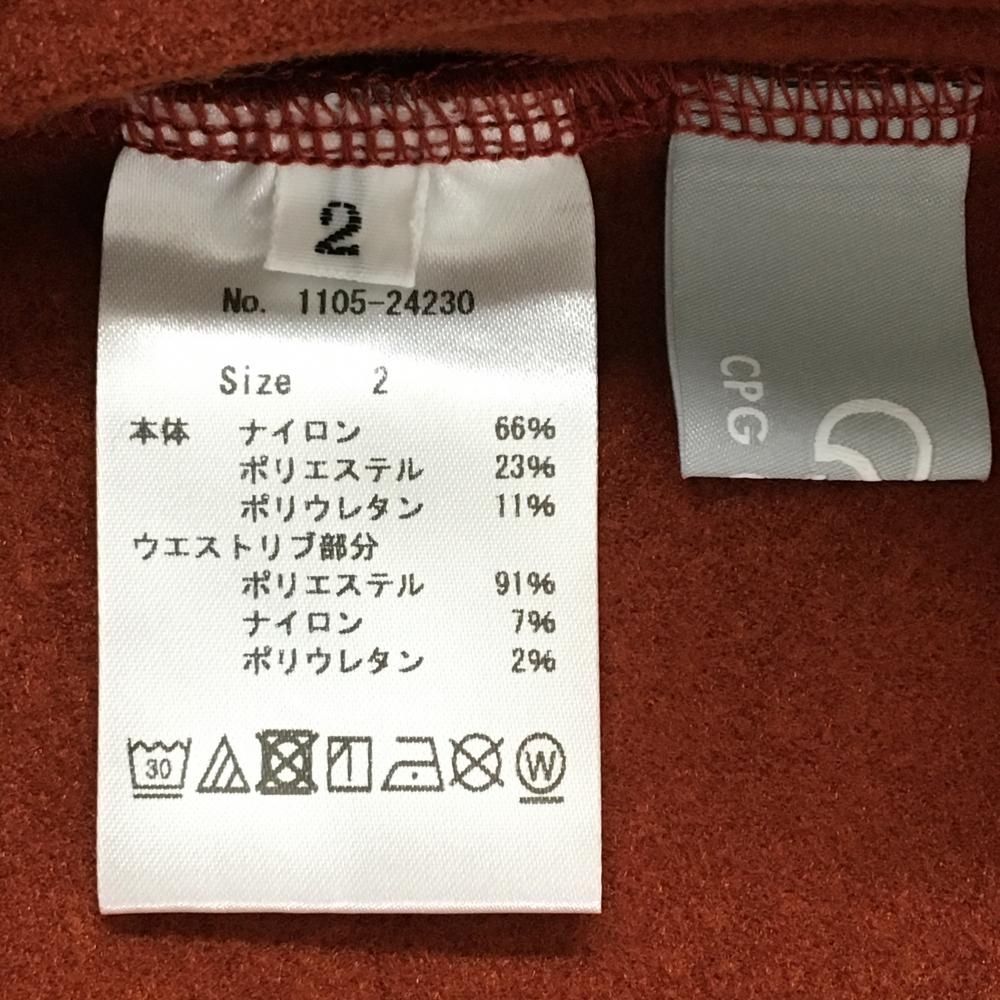 2
No. 1105-24230
Size 2
本体 ナイロン 66%
ポリエステル 23%
ポリウレタン 11%
ウエストリブ部分
ポリエステル 91%
ナイロン 7%
ポリウレタン 2%
30
W
CPG